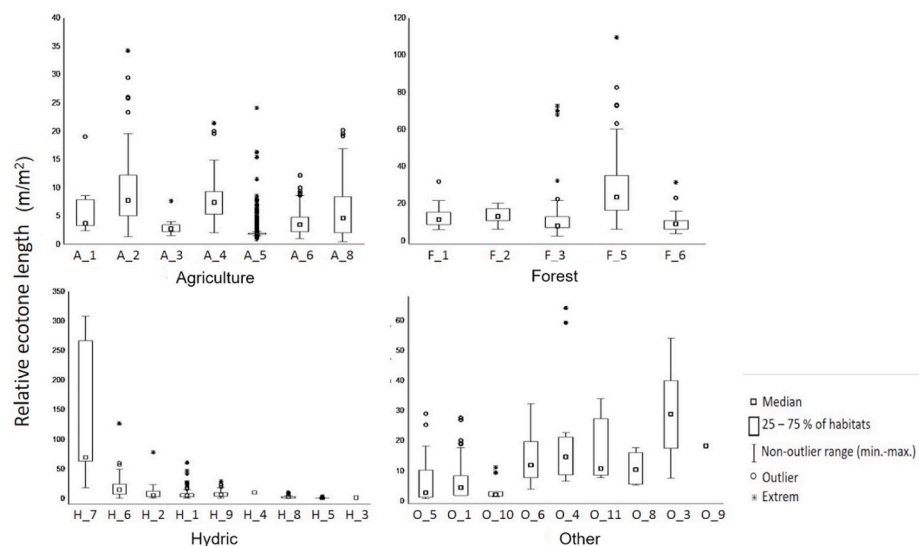 Relative ecotone length (m/m²)
40
35
30
25
20
15
10
5
0
A_1 A_2 A_3 A_4 A_5 A_6 A_8
Agriculture
120
100
80
60
40
20
0
F_1 F_2 F_3 F_5 F_6
Forest
350
300
250
200
150
100
50
0
H_7 H_6 H_2 H_1 H_9 H_4 H_8 H_5 H_3
Hydric
60
50
40
30
20
10
0
O_5 O_1 O_10 O_6 O_4 O_11 O_8 O_3 O_9
Other
Median
25 – 75 % of habitats
Non-outlier range (min.-max.)
Outlier
Extrem